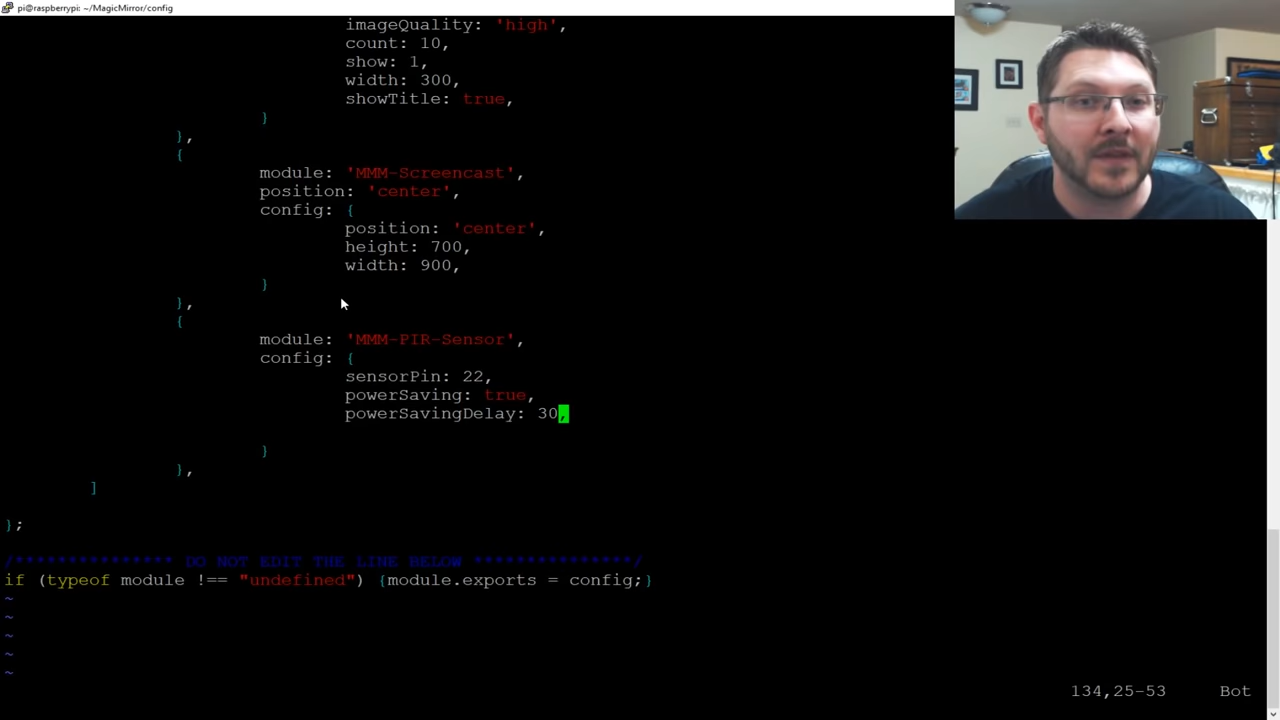 pi@raspberrypi: ~/MagicMirror/config
imageQuality: 'high',
count: 10,
show: 1,
width: 300,
showTitle: true,
}
},
{
module: 'MMM-Screencast',
position: 'center',
config: {
position: 'center',
height: 700,
width: 900,
}
},
{
module: 'MMM-PIR-Sensor',
config: {
sensorPin: 22,
powerSaving: true,
powerSavingDelay: 30,
}
},
]
};
/*************** DO NOT EDIT THE LINE BELOW ***************/
if (typeof module !== "undefined") {module.exports = config;}
~
~
~
~
~
134,25-53 Bot